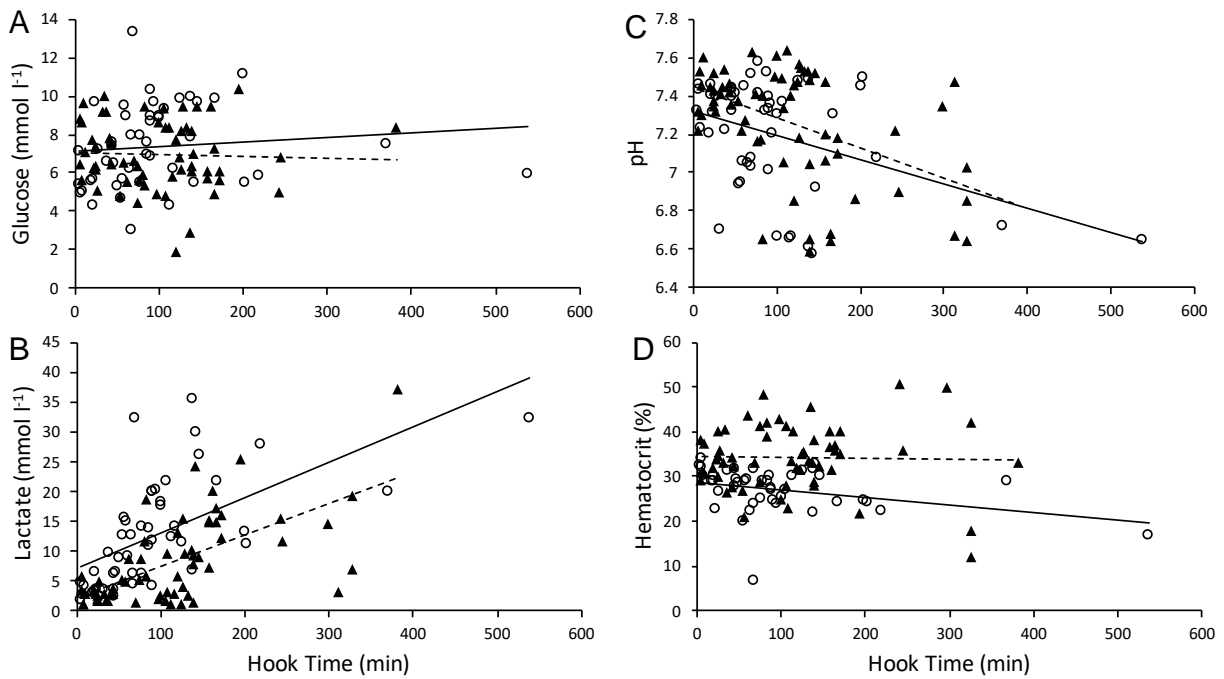 A
Glucose (mmol l-1)
14
12
10
8
6
4
2
0
0 100 200 300 400 500 600
C
pH
7.8
7.6
7.4
7.2
7
6.8
6.6
6.4
0 100 200 300 400 500 600
B
Lactate (mmol l-1)
45
40
35
30
25
20
15
10
5
0
0 100 200 300 400 500 600
Hook Time (min)
D
Hematocrit (%)
60
50
40
30
20
10
0
0 100 200 300 400 500 600
Hook Time (min)